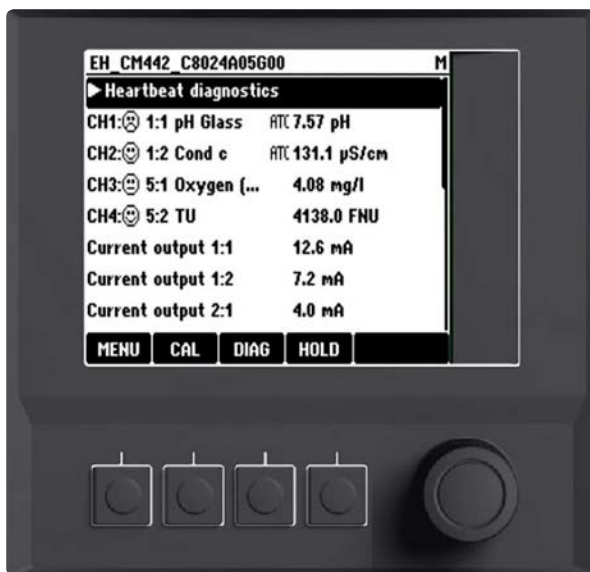 EH_CM442_C8024A05G00 M
Heartbeat diagnostics
CH1: 1:1 pH Glass ATC 7.57 pH
CH2: 1:2 Cond c ATC 131.1 µS/cm
CH3: 5:1 Oxygen (... 4.08 mg/l
CH4: 5:2 TU 4138.0 FNU
Current output 1:1 12.6 mA
Current output 1:2 7.2 mA
Current output 2:1 4.0 mA
MENU CAL DIAG HOLD